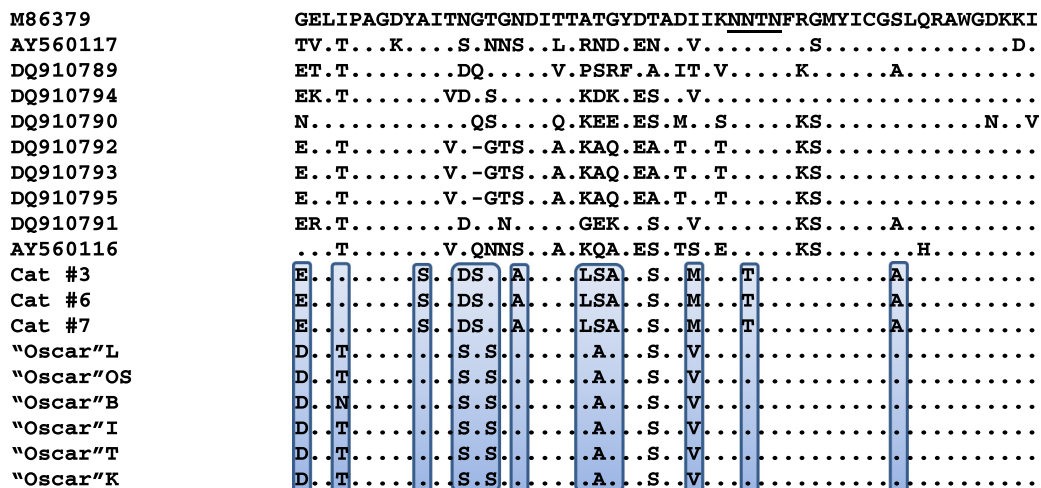 M86379 GELIPAGDYAITNGTGNDITTATGYDTADIIKNNTNFRGMYICGSLQRAWGDKKI
AY560117 TV.T...K....S.NNS..L.RND.EN..V........S..............D.
DQ910789 ET.T........DQ.....V.PSRF.A.IT.V.....K......A..........
DQ910794 EK.T.......VD.S......KDK.ES..V.........................
DQ910790 N............QS....Q.KEE.ES.M..S.....KS............N..V
DQ910792 E..T.......V.-GTS..A.KAQ.EA.T..T.....KS................
DQ910793 E..T.......V.-GTS..A.KAQ.EA.T..T.....KS................
DQ910795 E..T.......V.-GTS..A.KAQ.EA.T..T.....KS................
DQ910791 ER.T........D..N.....GEK..S..V.......KS.....A..........
AY560116 ...T.......V.QNNS..A.KQA.ES.TS.E.....KS.......H........
Cat #3 E........S..DS..A....LSA..S..M...T..........A..........
Cat #6 E........S..DS..A....LSA..S..M...T..........A..........
Cat #7 E........S..DS..A....LSA..S..M...T..........A..........
“Oscar”L D..T........S.S.......A...S..V.........................
“Oscar”OS D..T........S.S.......A...S..V.........................
“Oscar”B D..N........S.S.......A...S..V.........................
“Oscar”I D..T........S.S.......A...S..V.........................
“Oscar”T D..T........S.S.......A...S..V.........................
“Oscar”K D..T........S.S.......A...S..V.........................